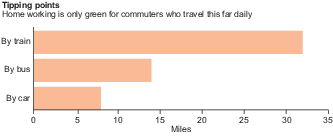 Tipping points
Home working is only green for commuters who travel this far daily
By train
By bus
By car
0 5 10 15 20 25 30 35
Miles